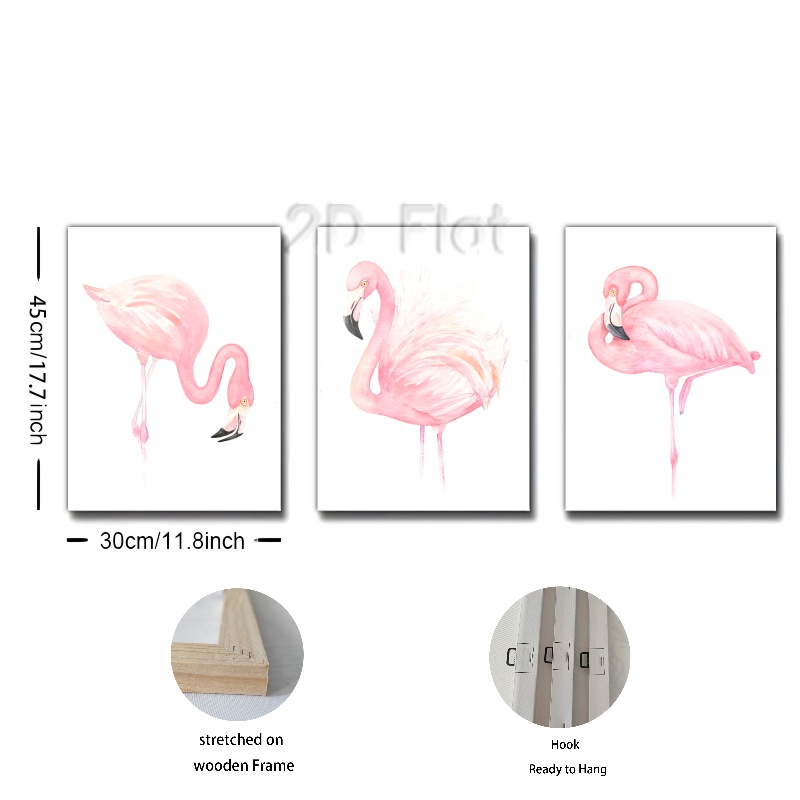 2D Flat
45cm/17.7inch
30cm/11.8inch
stretched on
wooden Frame
Hook
Ready to Hang